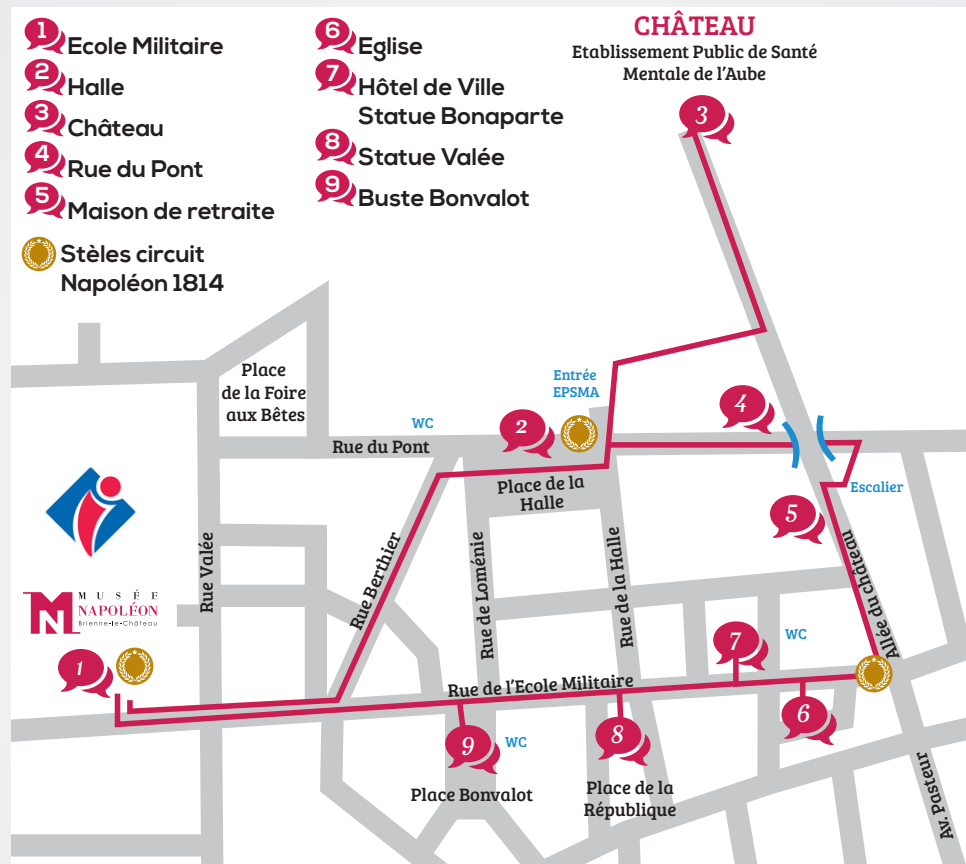 1 Ecole Militaire
2 Halle
3 Château
4 Rue du Pont
5 Maison de retraite
Stèles circuit
Napoléon 1814
6 Eglise
7 Hôtel de Ville
Statue Bonaparte
8 Statue Valée
9 Buste Bonvalot
CHÂTEAU
Etablissement Public de Santé
Mentale de l'Aube
3
Place
de la Foire
aux Bêtes
Entrée
EPSMA
WC
2
4
Rue du Pont
Place de la
Halle
Escalier
5
Rue Valée
Rue Berthier
Rue de Loménie
Rue de la Halle
Allée du château
MUSÉE
NAPOLÉON
Brienne-le-Château
1
7
WC
Rue de l'Ecole Militaire
6
9
WC
8
Place Bonvalot
Place de la
République
Av. Pasteur